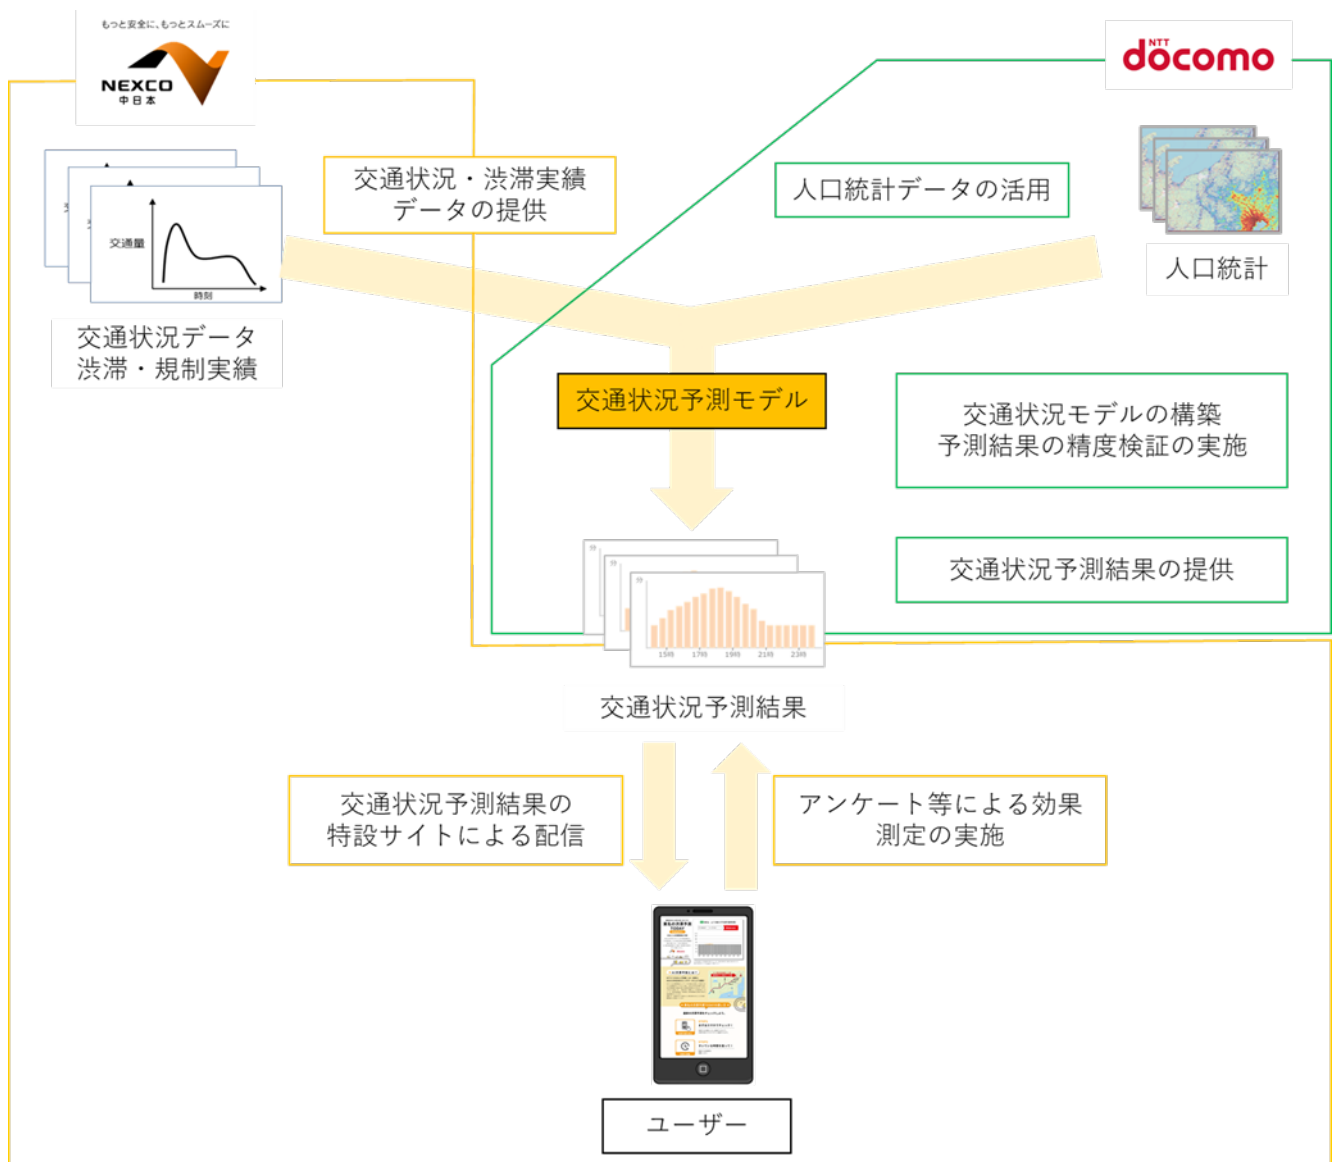 もっと安全に、もっとスムーズに
NEXCO
中日本
NTT
docomo
交通状況・渋滞実績
データの提供
人口統計データの活用
交通量
時刻
人口統計
交通状況データ
渋滞・規制実績
交通状況予測モデル
交通状況モデルの構築
予測結果の精度検証の実施
交通状況予測結果の提供
分
分
分
15時 17時 19時 21時 23時
交通状況予測結果
交通状況予測結果の
特設サイトによる配信
アンケート等による効果
測定の実施
TODAY
ユーザー